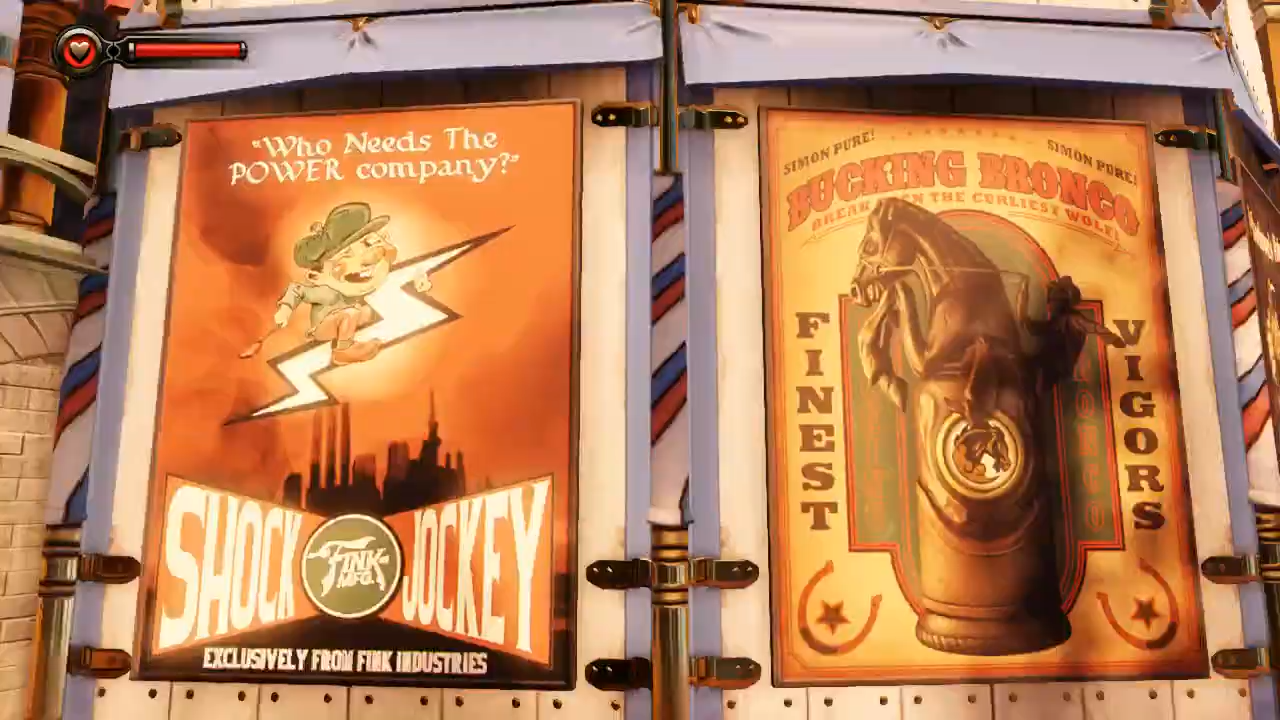 "Who Needs The
POWER company?"
SHOCK JOCKEY
FINK
MFG.
EXCLUSIVELY FROM FINK INDUSTRIES
SIMON PURE!
SIMON PURE!
BUCKING BRONCO
BREAK THE CURLIEST WOLF!
FINEST
VIGORS